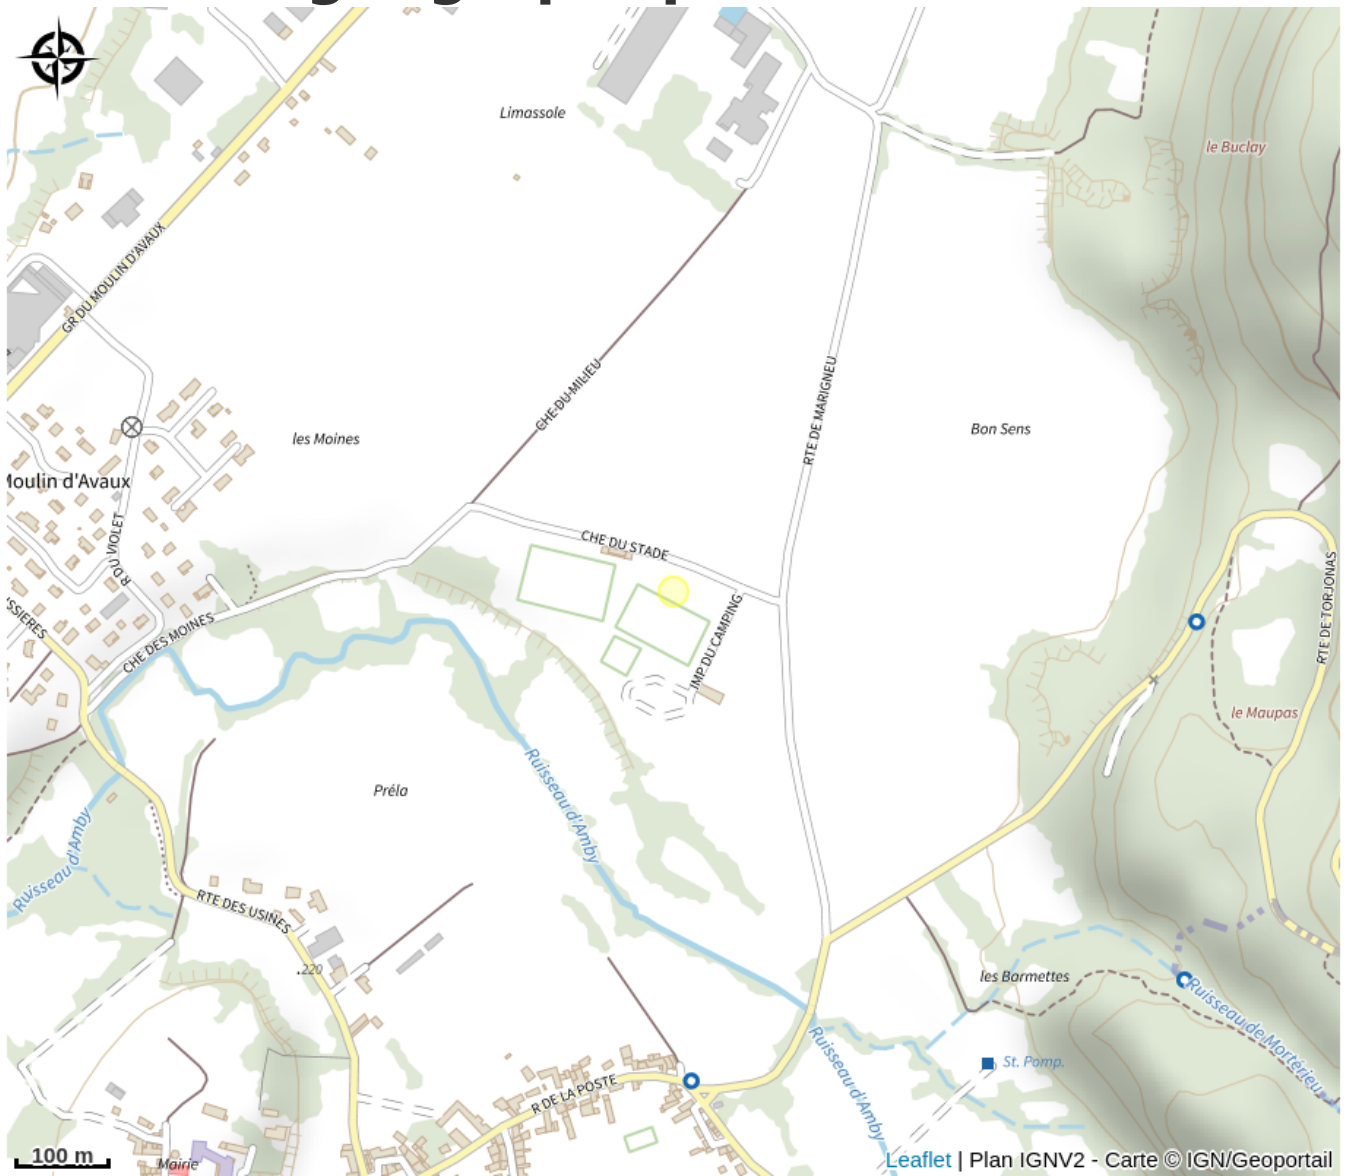 Limassole
le Buclay
GR DU MOULIN D'AVAUX
CHE DU MILIEU
RTE DE MARIGNEU
les Moines
Bon Sens
Moulin d'Avaux
R DU VIOLET
CHE DU STADE
RTE DE TORJONAS
SSIERES
CHE DES MOINES
IMP DU CAMPING
le Maupas
Ruisseau d'Amby
Préla
Ruisseau d'Amby
RTE DES USINES
.220
les Barmettes
Ruisseau de Mortérieu
Ruisseau d'Amby
St. Pomp.
R DE LA POSTE
100 m
Mairie
Leaflet | Plan IGNV2 - Carte © IGN/Geoportail